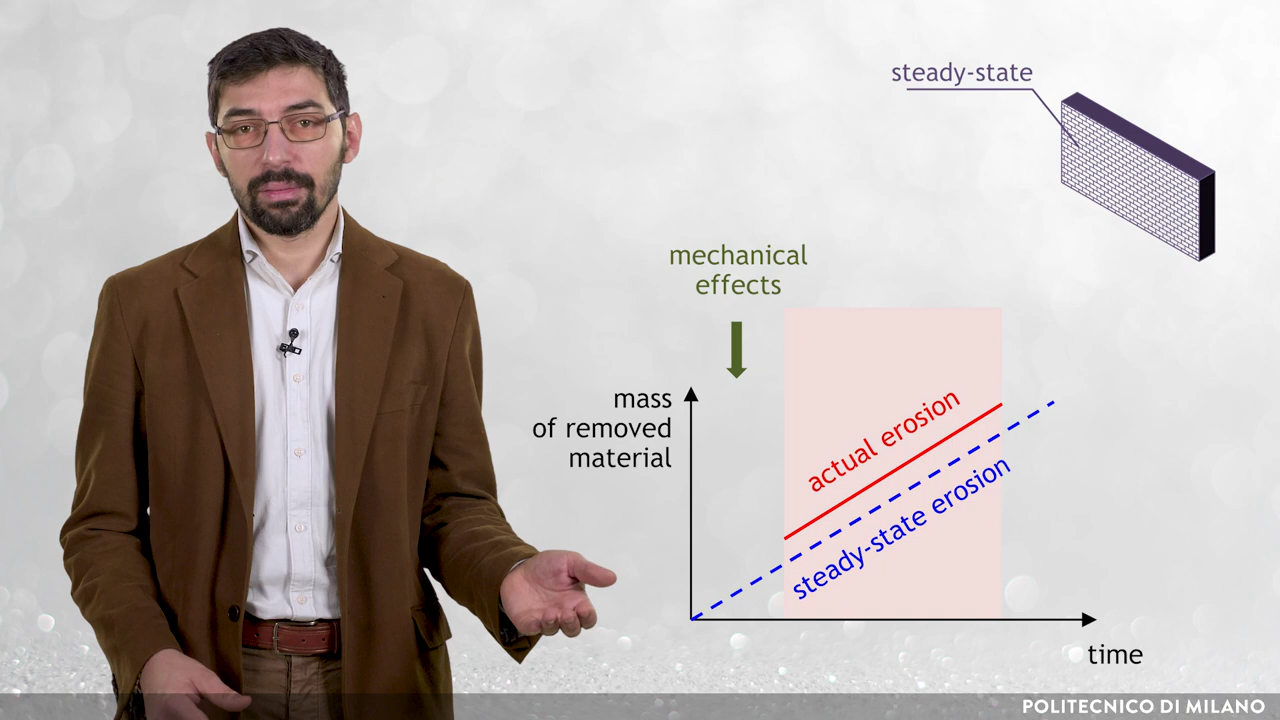 steady-state
mechanical
effects
mass
of removed
material
actual erosion
steady-state erosion
time
POLITECNICO DI MILANO